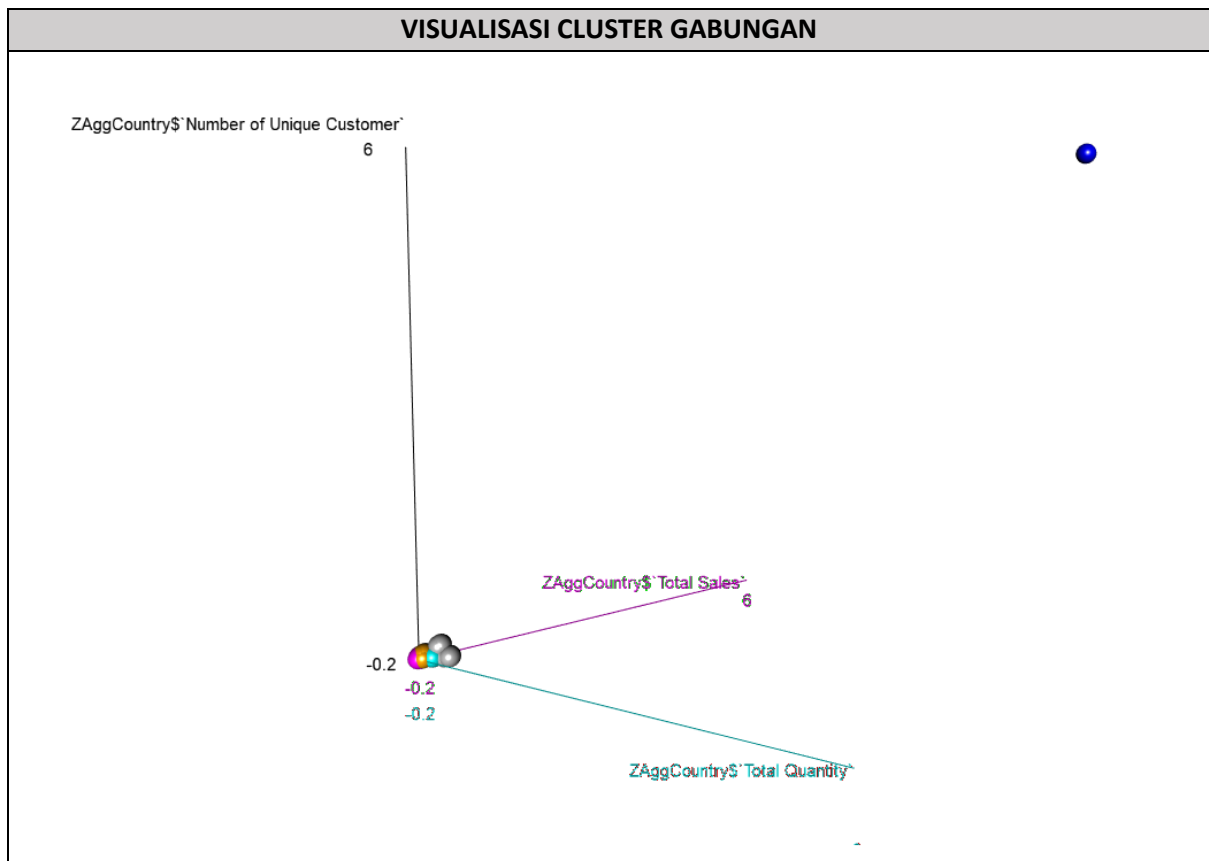 VISUALISASI CLUSTER GABUNGAN
ZAggCountry$`Number of Unique Customer`
6
ZAggCountry$`Total Sales`
6
-0.2
-0.2
-0.2
ZAggCountry$`Total Quantity`